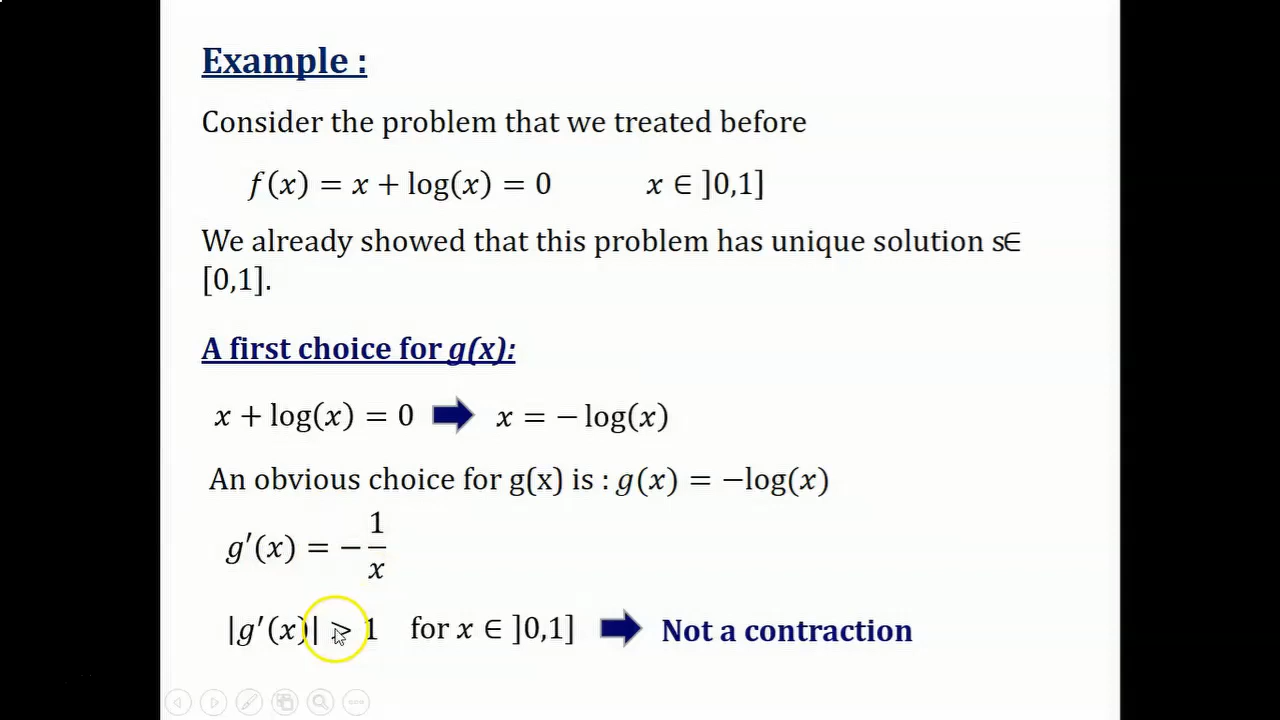 Example :
Consider the problem that we treated before
f(x) = x + log(x) = 0 x ∈ ]0,1]
We already showed that this problem has unique solution s∈
[0,1].
A first choice for g(x):
x + log(x) = 0 x = − log(x)
An obvious choice for g(x) is : g(x) = −log(x)
g′(x) = − 1/x
|g′(x)| > 1 for x ∈ ]0,1] Not a contraction